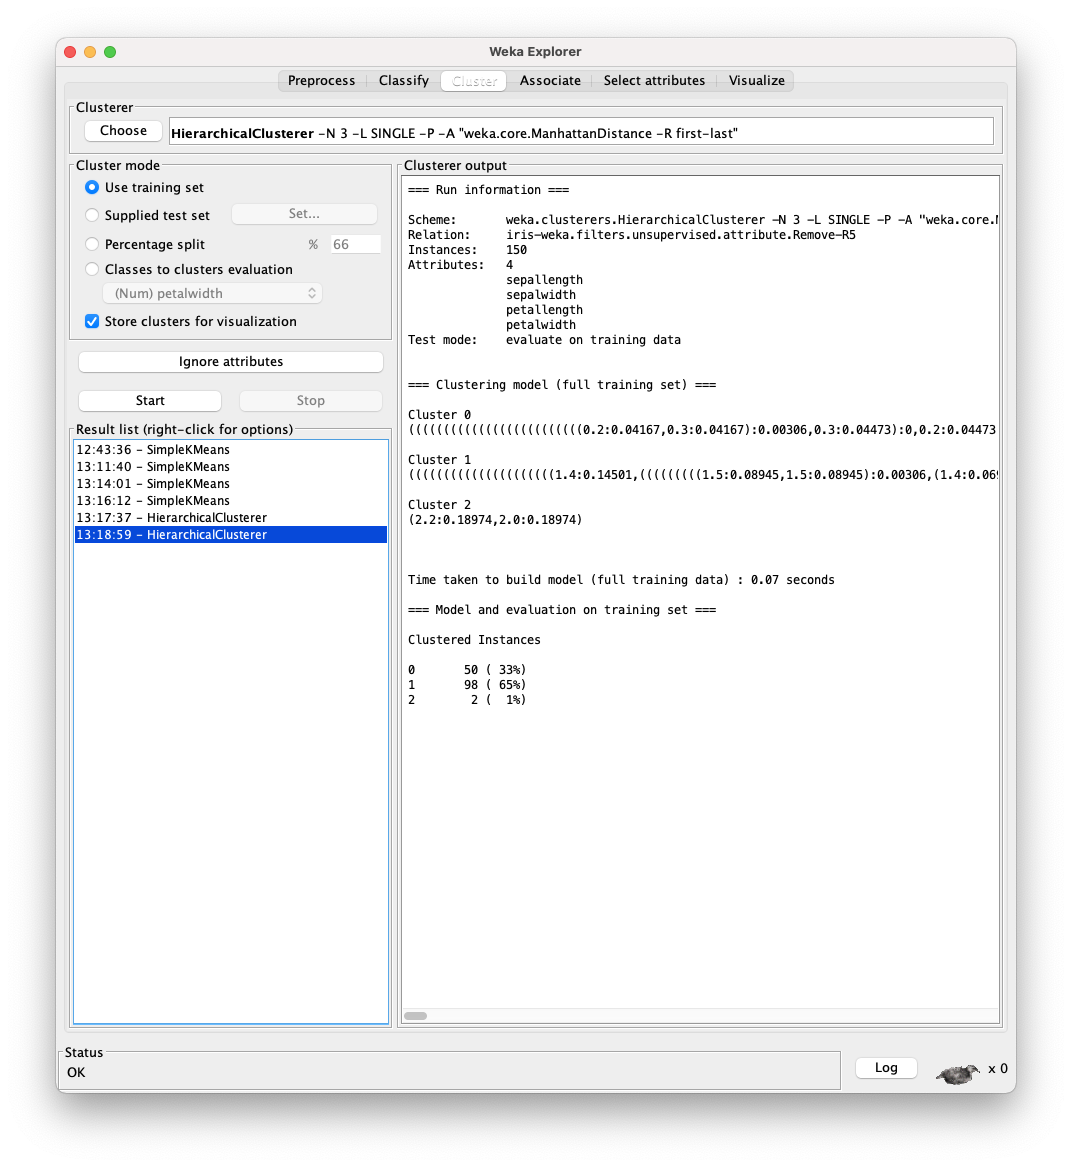 Weka Explorer
Preprocess Classify Cluster Associate Select attributes Visualize
Clusterer
Choose HierarchicalClusterer -N 3 -L SINGLE -P -A "weka.core.ManhattanDistance -R first-last"
Cluster mode
Use training set
Supplied test set Set...
Percentage split % 66
Classes to clusters evaluation
(Num) petalwidth
Store clusters for visualization
Ignore attributes
Start Stop
Result list (right-click for options)
12:43:36 - SimpleKMeans
13:11:40 - SimpleKMeans
13:14:01 - SimpleKMeans
13:16:12 - SimpleKMeans
13:17:37 - HierarchicalClusterer
13:18:59 - HierarchicalClusterer
Clusterer output
=== Run information ===
Scheme: weka.clusterers.HierarchicalClusterer -N 3 -L SINGLE -P -A "weka.core.
Relation: iris-weka.filters.unsupervised.attribute.Remove-R5
Instances: 150
Attributes: 4
sepallength
sepalwidth
petallength
petalwidth
Test mode: evaluate on training data
=== Clustering model (full training set) ===
Cluster 0
(((((((((((((((((((((((((0.2:0.04167,0.3:0.04167):0.00306,0.3:0.04473):0,0.2:0.04473
Cluster 1
(((((((((((((((((((((1.4:0.14501,(((((((((1.5:0.08945,1.5:0.08945):0.00306,(1.4:0.069
Cluster 2
(2.2:0.18974,2.0:0.18974)
Time taken to build model (full training data) : 0.07 seconds
=== Model and evaluation on training set ===
Clustered Instances
0 50 ( 33%)
1 98 ( 65%)
2 2 ( 1%)
Status
OK
Log x 0